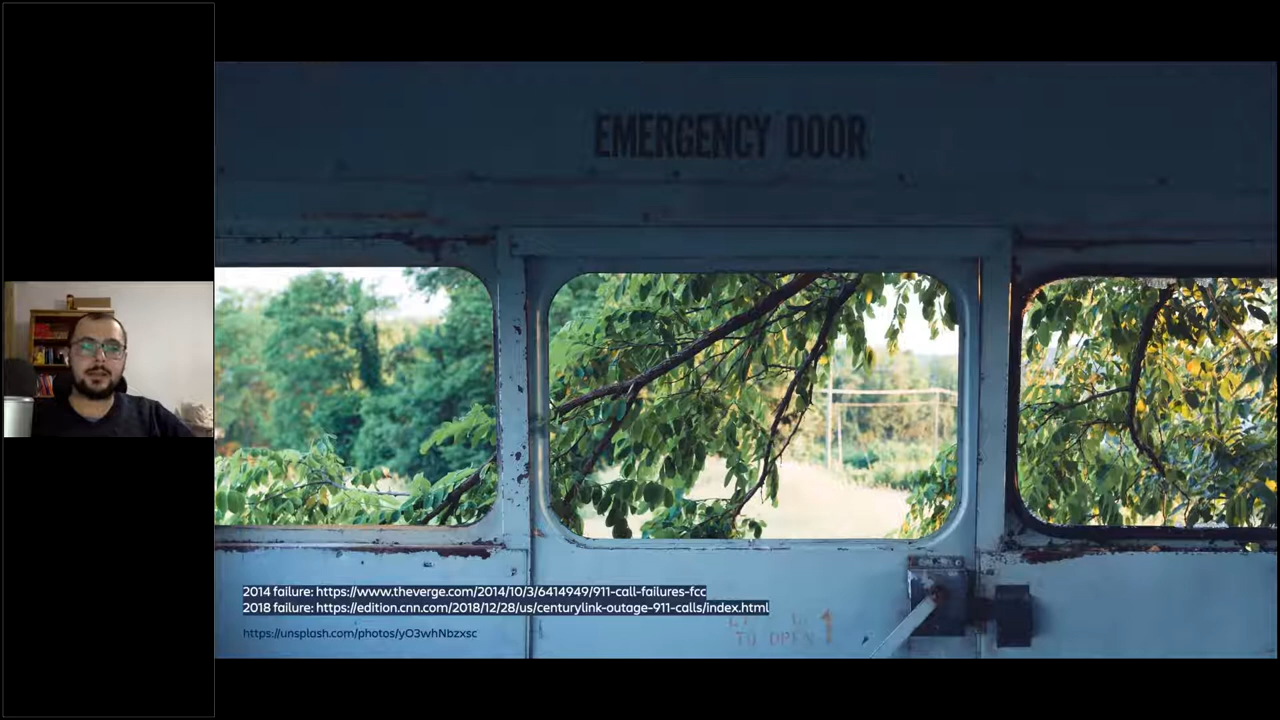 EMERGENCY DOOR
2014 failure: https://www.theverge.com/2014/10/3/6414949/911-call-failures-fcc
2018 failure: https://edition.cnn.com/2018/12/28/us/centurylink-outage-911-calls/index.html
TO OPEN
https://unsplash.com/photos/yO3whNbzxsc